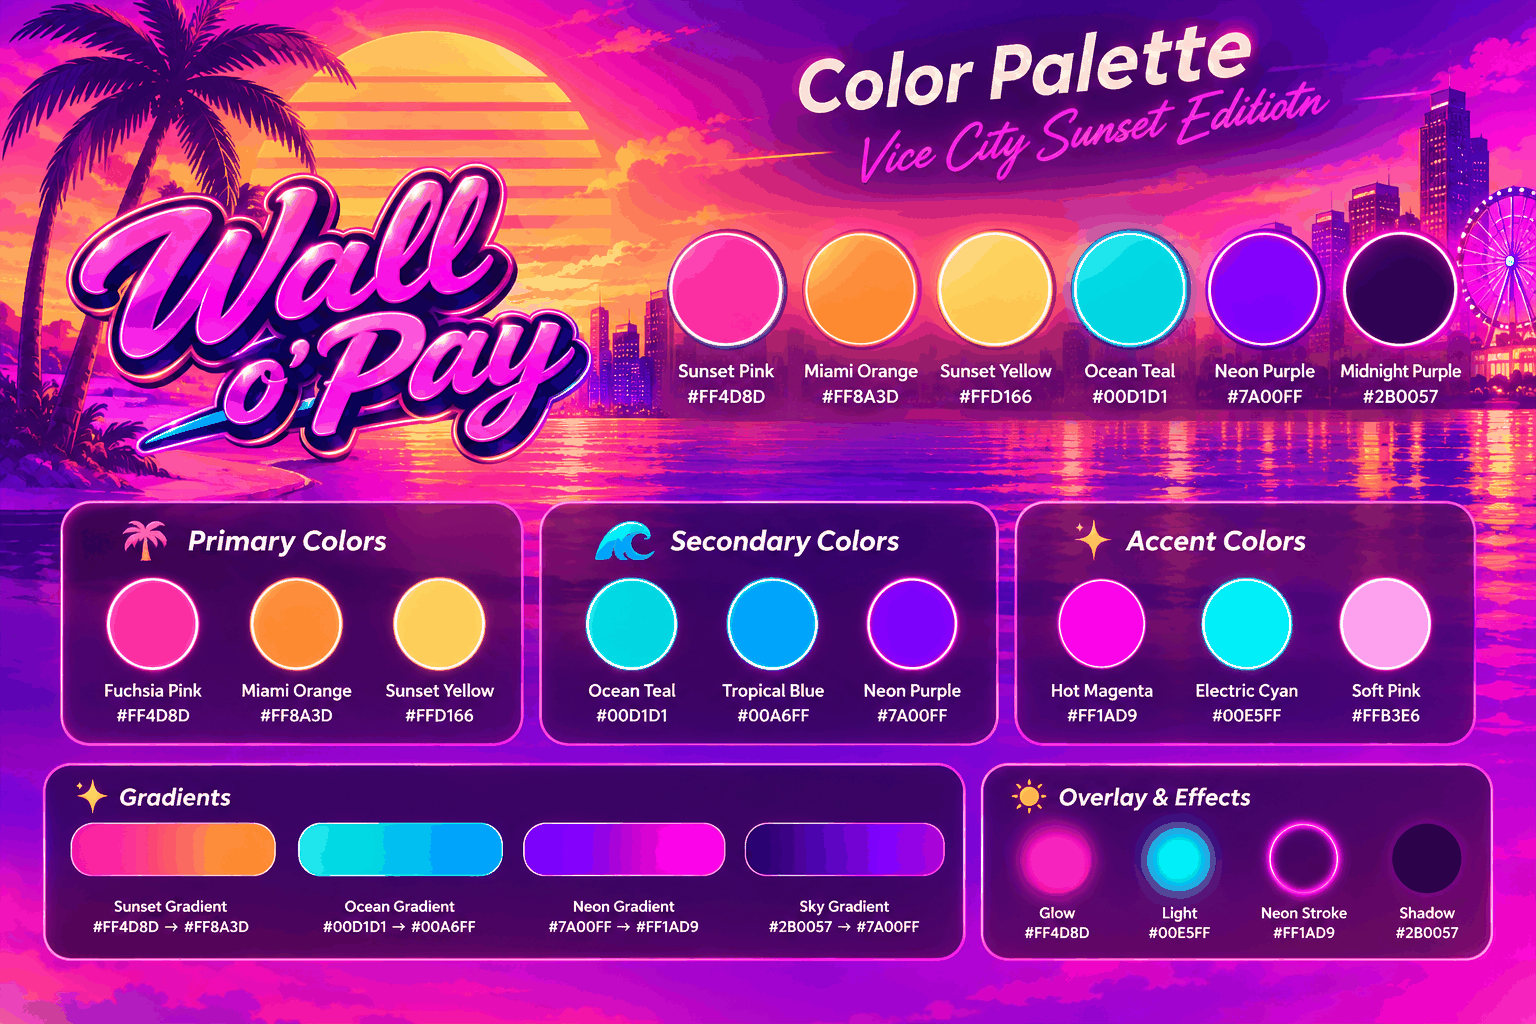 Color Palette
Vice City Sunset Editiotn
Wall
o' Pay
Sunset Pink
#FF4D8D
Miami Orange
#FF8A3D
Sunset Yellow
#FFD166
Ocean Teal
#00D1D1
Neon Purple
#7A00FF
Midnight Purple
#2B0057
Primary Colors
Fuchsia Pink
#FF4D8D
Miami Orange
#FF8A3D
Sunset Yellow
#FFD166
Secondary Colors
Ocean Teal
#00D1D1
Tropical Blue
#00A6FF
Neon Purple
#7A00FF
Accent Colors
Hot Magenta
#FF1AD9
Electric Cyan
#00E5FF
Soft Pink
#FFB3E6
Gradients
Sunset Gradient
#FF4D8D → #FF8A3D
Ocean Gradient
#00D1D1 → #00A6FF
Neon Gradient
#7A00FF → #FF1AD9
Sky Gradient
#2B0057 → #7A00FF
Overlay & Effects
Glow
#FF4D8D
Light
#00E5FF
Neon Stroke
#FF1AD9
Shadow
#2B0057